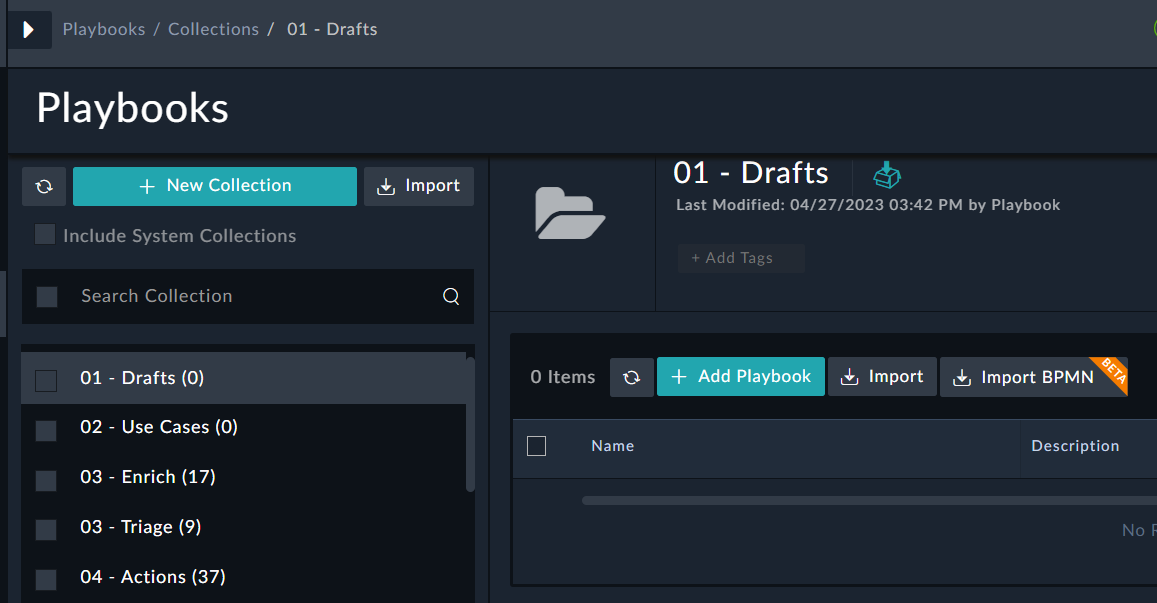 Playbooks / Collections / 01 - Drafts
Playbooks
+ New Collection
Import
Include System Collections
Search Collection
01 - Drafts (0)
02 - Use Cases (0)
03 - Enrich (17)
03 - Triage (9)
04 - Actions (37)
01 - Drafts
Last Modified: 04/27/2023 03:42 PM by Playbook
+ Add Tags
0 Items
+ Add Playbook
Import
Import BPMN
BETA
Name
Description
No